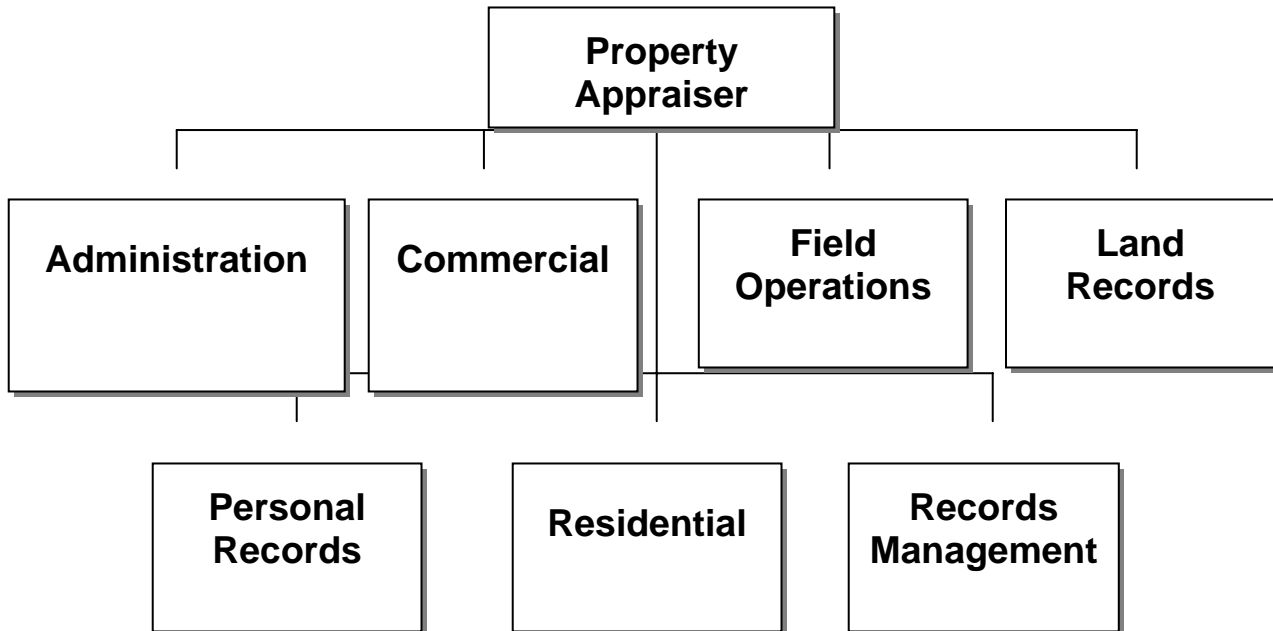 Property
Appraiser
Administration
Commercial
Field
Operations
Land
Records
Personal
Records
Residential
Records
Management